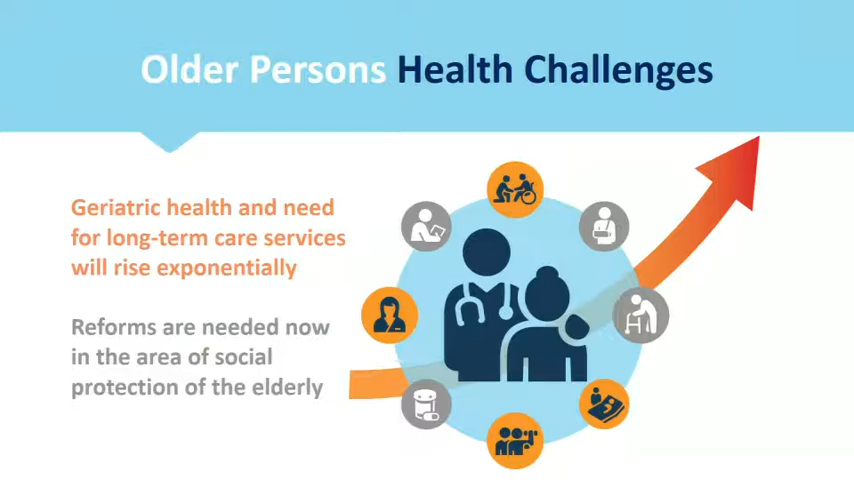 Older Persons Health Challenges
Geriatric health and need
for long-term care services
will rise exponentially
Reforms are needed now
in the area of social
protection of the elderly